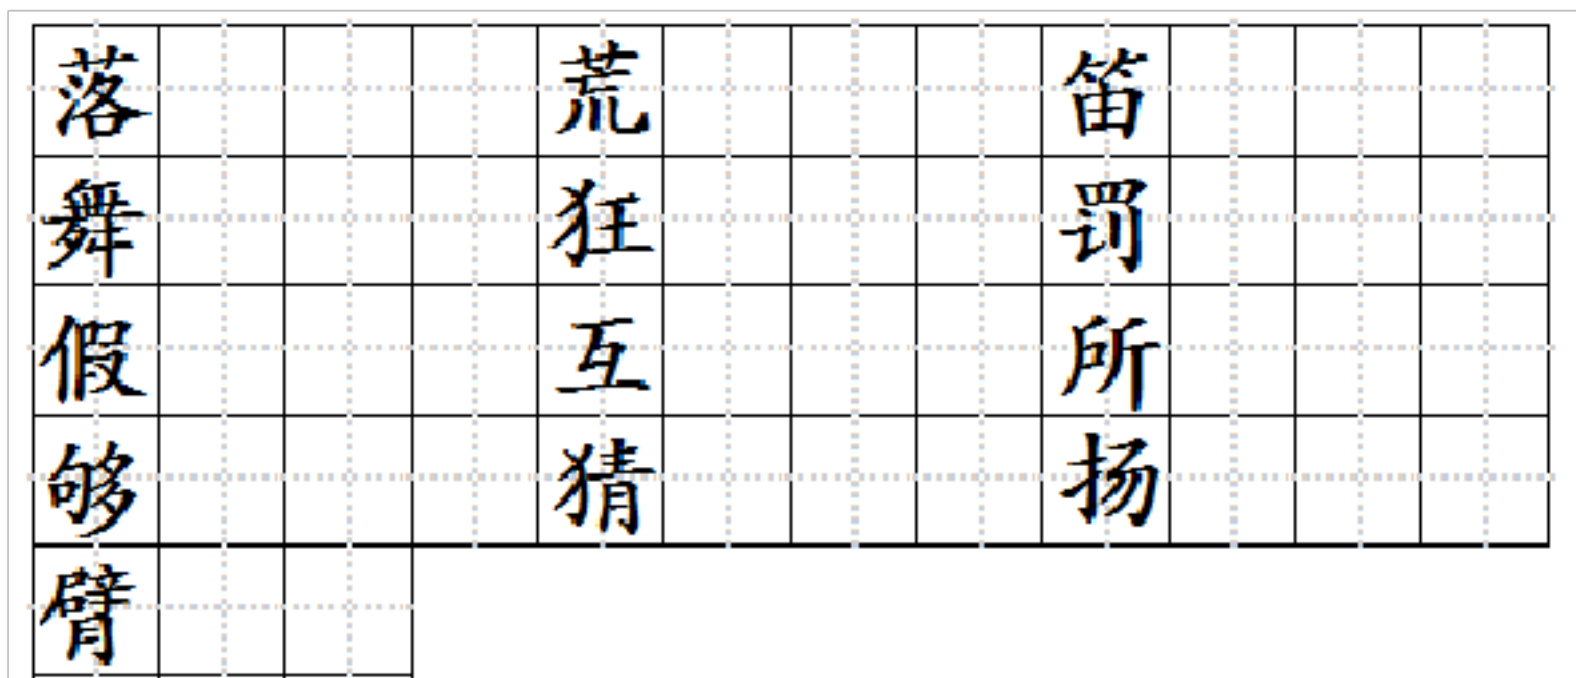 落 荒 笛
舞 狂 罚
假 互 所
够 猜 扬
臂